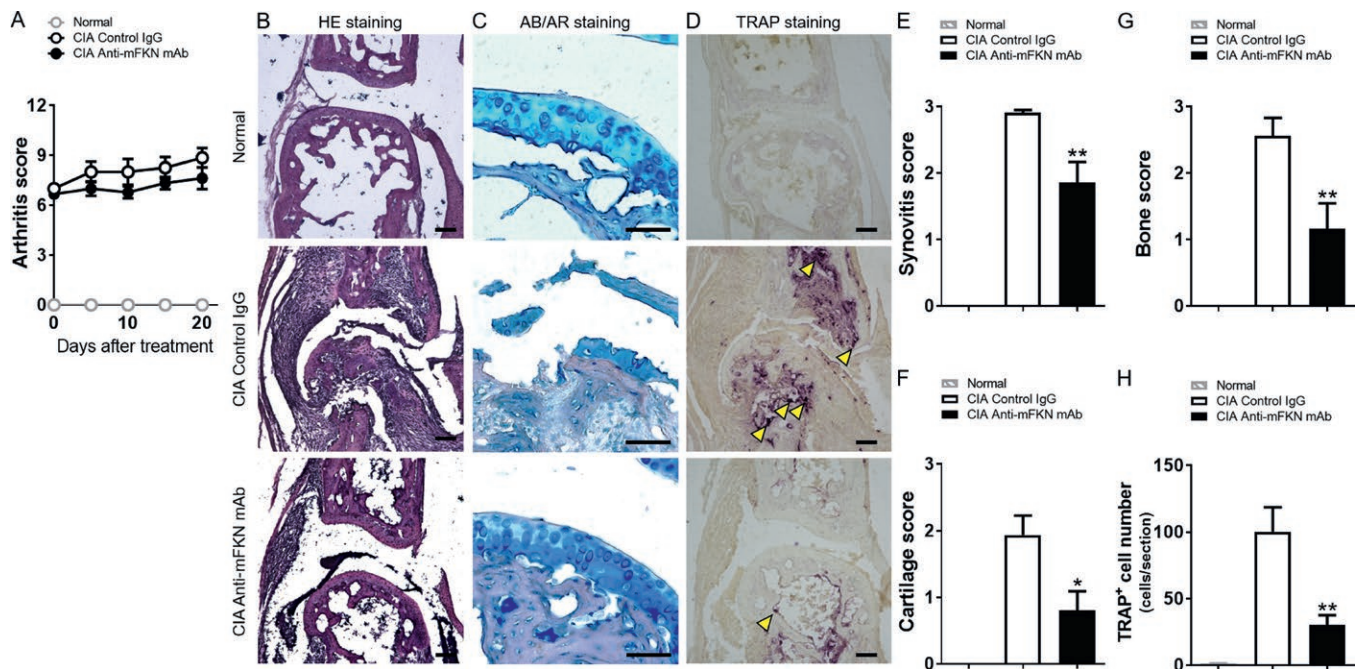 A
Normal
CIA Control IgG
CIA Anti-mFKN mAb
Arthritis score
12
9
6
3
0
0
10
20
Days after treatment
B
HE staining
C
AB/AR staining
D
TRAP staining
Normal
CIA Control IgG
CIA Anti-mFKN mAb
E
Normal
CIA Control IgG
CIA Anti-mFKN mAb
Synovitis score
3
2
1
0
**
G
Normal
CIA Control IgG
CIA Anti-mFKN mAb
Bone score
3
2
1
0
**
F
Normal
CIA Control IgG
CIA Anti-mFKN mAb
Cartilage score
3
2
1
0
*
H
Normal
CIA Control IgG
CIA Anti-mFKN mAb
TRAP⁺ cell number
(cells/section)
150
100
50
0
**